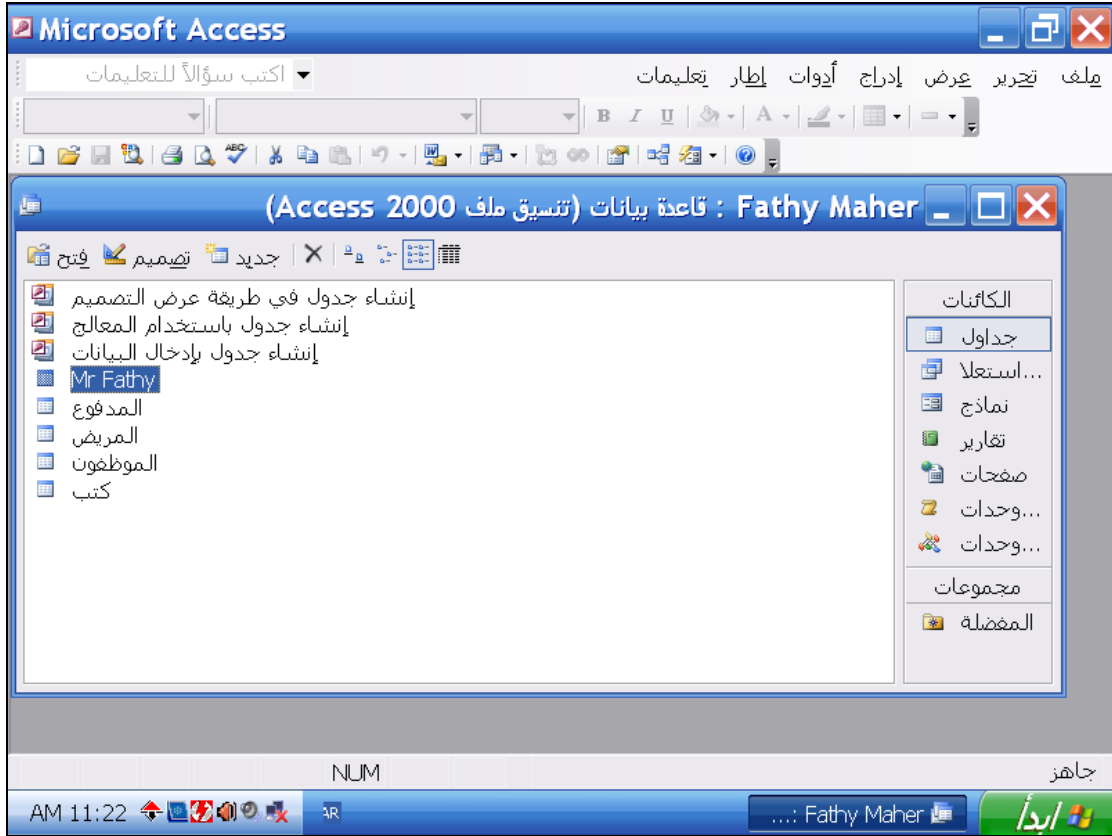 Microsoft Access
ملف تحرير عرض إدراج أدوات إطار تعليمات
اكتب سؤالاً للتعليمات
B I U A
Fathy Maher : قاعدة بيانات (تنسيق ملف Access 2000)
فتح تصميم جديد
الكائنات
جداول
استعلا...
نماذج
تقارير
صفحات
وحدات...
وحدات...
مجموعات
المفضلة
إنشاء جدول في طريقة عرض التصميم
إنشاء جدول باستخدام المعالج
إنشاء جدول بإدخال البيانات
Mr Fathy
المدفوع
المريض
الموظفون
كتب
جاهز
NUM
ابدأ
Fathy Maher :...
AR
AM 11:22